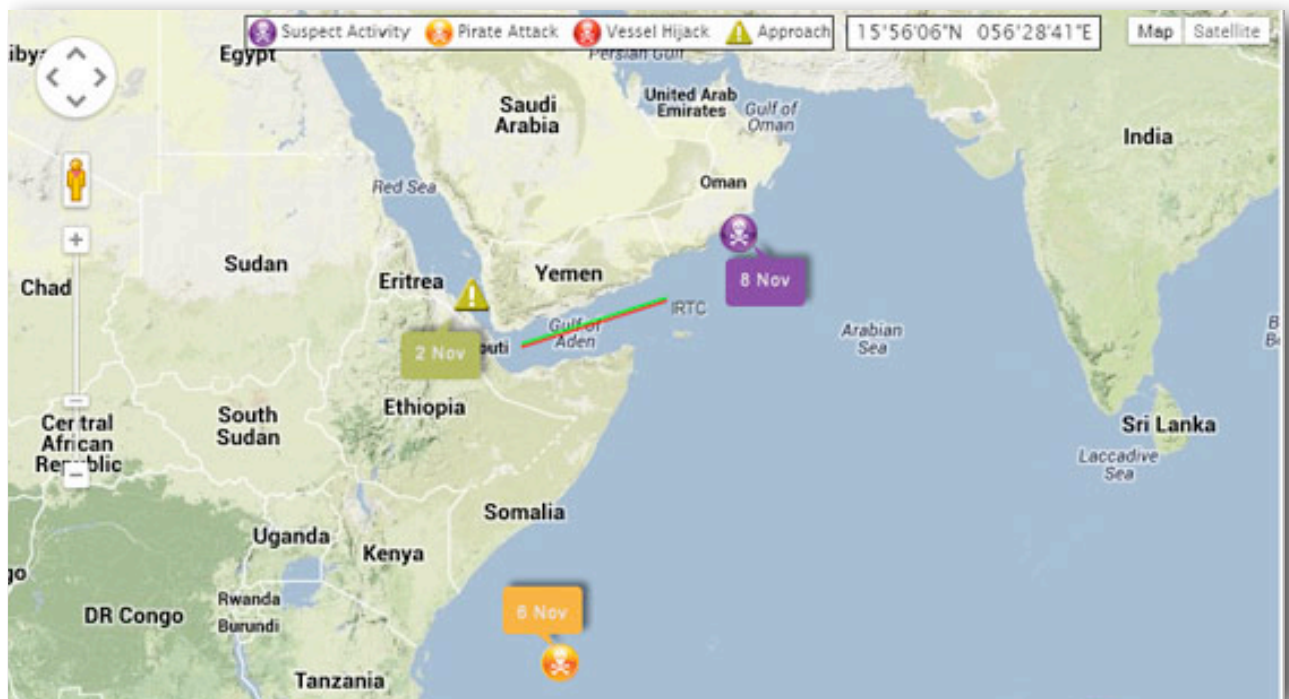 Suspect Activity Pirate Attack Vessel Hijack Approach 15°56'06"N 056°28'41"E Map Satellite
ibya
Egypt
Persian Gulf
Saudi
Arabia
United Arab
Emirates
Gulf of
Oman
India
Red Sea
Oman
Sudan
Chad
Eritrea
Yemen
8 Nov
IRTC
Gulf of
Aden
Arabian
Sea
2 Nov
outi
Ethiopia
South
Sudan
Central
African
Republic
Sri Lanka
Laccadive
Sea
Somalia
Uganda
Kenya
go
DR Congo
Rwanda
Burundi
6 Nov
Tanzania